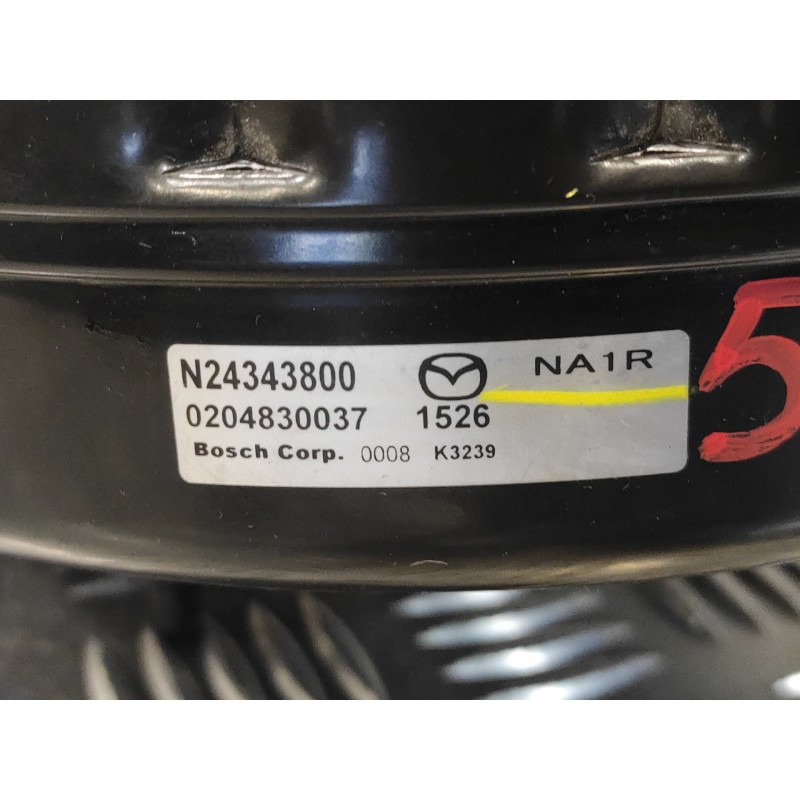 N24343800 NA1R
0204830037 1526
Bosch Corp. 0008 K3239
5